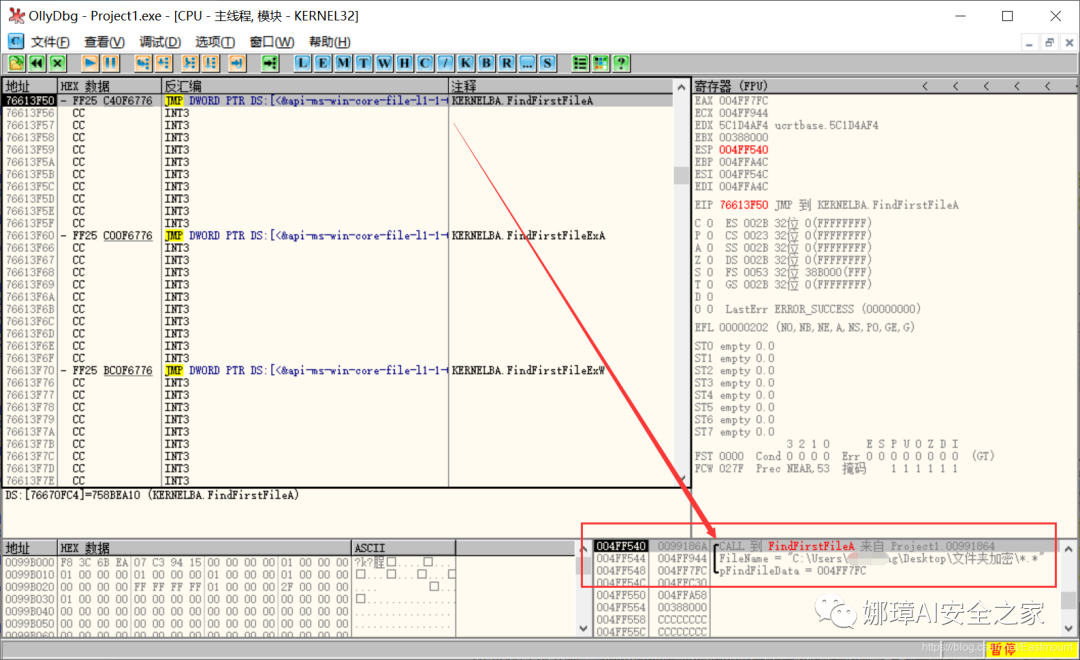 OllyDbg - Project1.exe - [CPU - 主线程, 模块 - KERNEL32]
C 文件(F) 查看(V) 调试(D) 选项(T) 窗口(W) 帮助(H)
L E M T W H C / K B R ... S ?
地址 HEX 数据 反汇编 注释
76613F50 - FF25 C40F6776 JMP DWORD PTR DS:[<&api-ms-win-core-file-l1-1- KERNELBA.FindFirstFileA
76613F56 CC INT3
76613F57 CC INT3
76613F58 CC INT3
76613F59 CC INT3
76613F5A CC INT3
76613F5B CC INT3
76613F5C CC INT3
76613F5D CC INT3
76613F5E CC INT3
76613F5F CC INT3
76613F60 - FF25 C00F6776 JMP DWORD PTR DS:[<&api-ms-win-core-file-l1-1- KERNELBA.FindFirstFileExA
76613F66 CC INT3
76613F67 CC INT3
76613F68 CC INT3
76613F69 CC INT3
76613F6A CC INT3
76613F6B CC INT3
76613F6C CC INT3
76613F6D CC INT3
76613F6E CC INT3
76613F6F CC INT3
76613F70 - FF25 BC0F6776 JMP DWORD PTR DS:[<&api-ms-win-core-file-l1-1- KERNELBA.FindFirstFileExW
76613F76 CC INT3
76613F77 CC INT3
76613F78 CC INT3
76613F79 CC INT3
76613F7A CC INT3
76613F7B CC INT3
76613F7C CC INT3
76613F7D CC INT3
76613F7E CC INT3
DS:[76670FC4]=758BEA10 (KERNELBA.FindFirstFileA)
寄存器 (FPU) < < < < <
EAX 004FF7FC
ECX 004FF944
EDX 5C1D4AF4 ucrtbase.5C1D4AF4
EBX 00388000
ESP 004FF540
EBP 004FFA4C
ESI 004FF54C
EDI 004FFA4C
EIP 76613F50 JMP 到 KERNELBA.FindFirstFileA
C 0 ES 002B 32位 0(FFFFFFFF)
P 0 CS 0023 32位 0(FFFFFFFF)
A 0 SS 002B 32位 0(FFFFFFFF)
Z 0 DS 002B 32位 0(FFFFFFFF)
S 0 FS 0053 32位 38B000(FFF)
T 0 GS 002B 32位 0(FFFFFFFF)
D 0
O 0 LastErr ERROR_SUCCESS (00000000)
EFL 00000202 (NO,NB,NE,A,NS,PO,GE,G)
ST0 empty 0.0
ST1 empty 0.0
ST2 empty 0.0
ST3 empty 0.0
ST4 empty 0.0
ST5 empty 0.0
ST6 empty 0.0
ST7 empty 0.0
3 2 1 0 E S P U O Z D I
FST 0000 Cond 0 0 0 0 Err 0 0 0 0 0 0 0 0 (GT)
FCW 027F Prec NEAR,53 掩码 1 1 1 1 1 1
地址 HEX 数据 ASCII
0099B000 F8 3C 6B EA 07 C3 94 15 00 00 00 00 01 00 00 00
0099B010 01 00 00 00 01 00 00 00 01 00 00 00 01 00 00 00
0099B020 00 00 00 00 FF FF FF FF 01 00 00 00 2F 00 00 00
0099B030 01 00 00 00 00 00 00 00 00 00 00 00 00 00 00 00
0099B040 00 00 00 00 00 00 00 00 00 00 00 00 00 00 00 00
0099B050 00 00 00 00 00 00 00 00 00 00 00 00 00 00 00 00
0099B060 00 00 00 00 00 00 00 00 00 00 00 00 00 00 00 00
004FF540 0099186A CALL 到 FindFirstFileA 来自 Project1.00991864
004FF544 004FF944 FileName = "C:\Users\ g\Desktop\文件夹加密\*.*"
004FF548 004FF7FC pFindFileData = 004FF7FC
004FF54C 004FFC30
004FF550 004FFA58
004FF554 00388000
004FF558 CCCCCCCC
004FF55C CCCCCCCC
娜璋AI安全之家
暂停